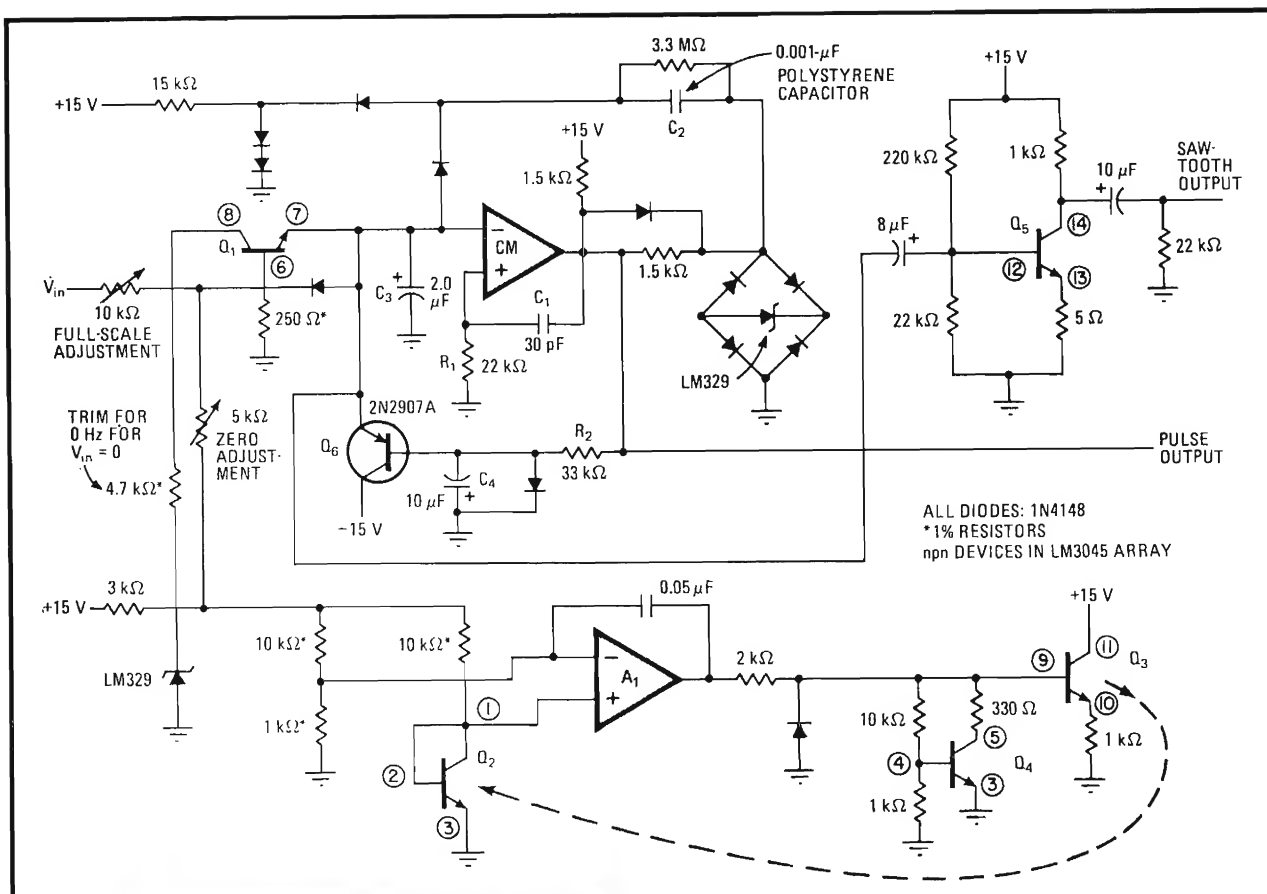 3.3 MΩ
0.001-μF
POLYSTYRENE
CAPACITOR
15 kΩ
+15 V
C2
+15 V
1.5 kΩ
+15 V
220 kΩ
1 kΩ
10 μF
+
SAW-
TOOTH
OUTPUT
8
7
Q1
6
−
CM
+
C3
+
2.0
μF
1.5 kΩ
8 μF
+
Q5
14
12
13
22 kΩ
Vin
10 kΩ
FULL-SCALE
ADJUSTMENT
250 Ω*
C1
30 pF
R1
22 kΩ
LM329
22 kΩ
5 Ω
TRIM FOR
0 Hz FOR
Vin = 0
4.7 kΩ*
5 kΩ
ZERO
ADJUST-
MENT
2N2907A
Q6
R2
33 kΩ
C4
10 μF
+
−15 V
PULSE
OUTPUT
ALL DIODES: 1N4148
*1% RESISTORS
npn DEVICES IN LM3045 ARRAY
+15 V
3 kΩ
10 kΩ*
10 kΩ*
0.05 μF
−
A1
+
2 kΩ
+15 V
9
11
Q3
10
LM329
1 kΩ*
1
2
Q2
3
10 kΩ
330 Ω
5
4
Q4
3
1 kΩ
1 kΩ